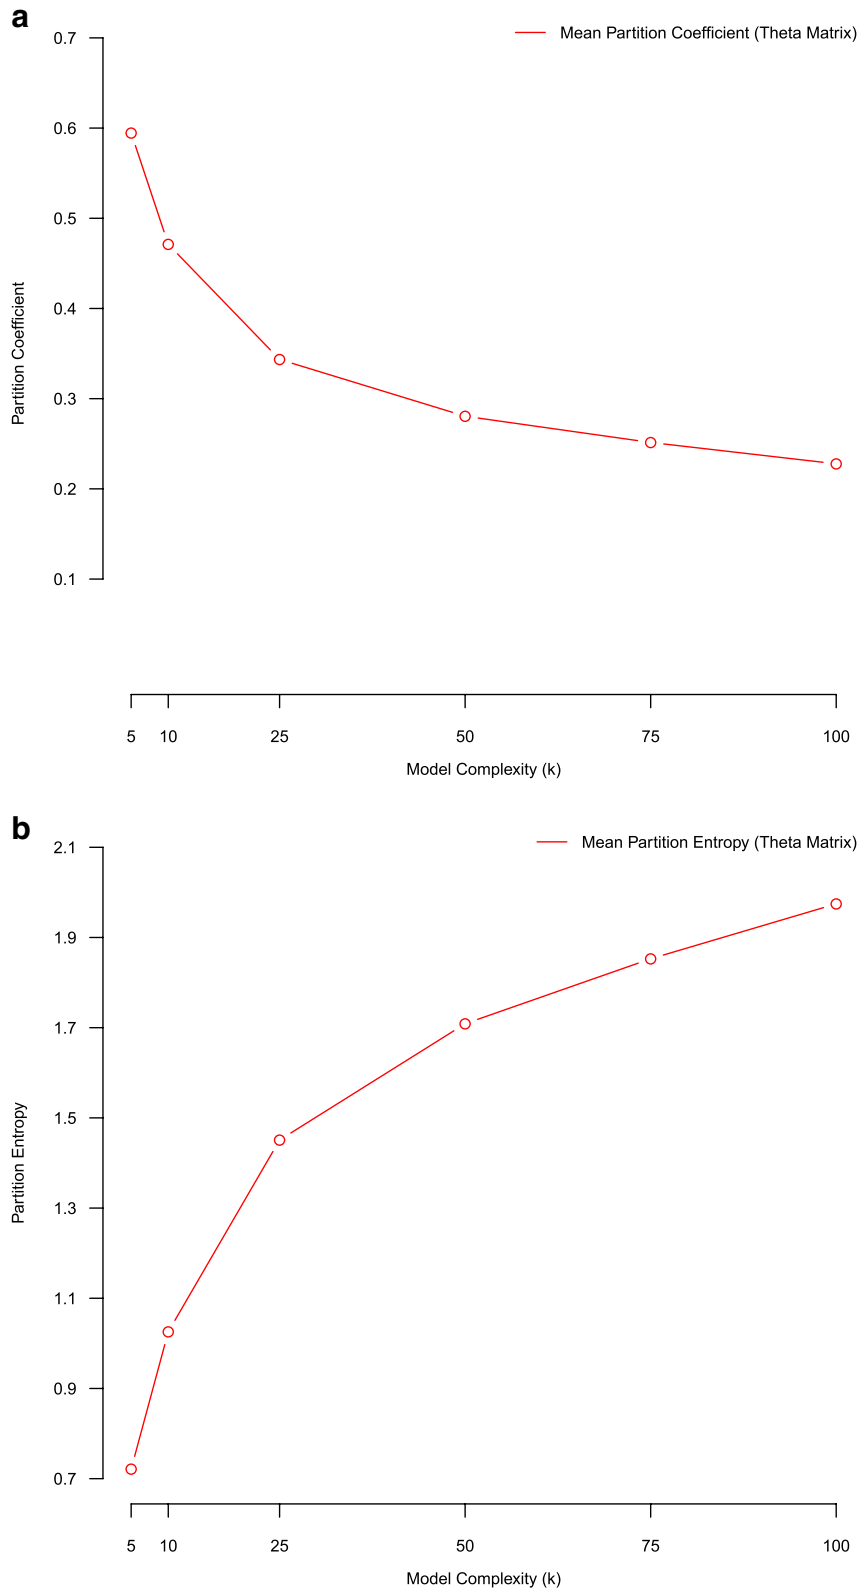 a
Mean Partition Coefficient (Theta Matrix)
0.7
0.6
0.5
0.4
0.3
0.2
0.1
Partition Coefficient
5 10 25 50 75 100
Model Complexity (k)
b
Mean Partition Entropy (Theta Matrix)
2.1
1.9
1.7
1.5
1.3
1.1
0.9
0.7
Partition Entropy
5 10 25 50 75 100
Model Complexity (k)